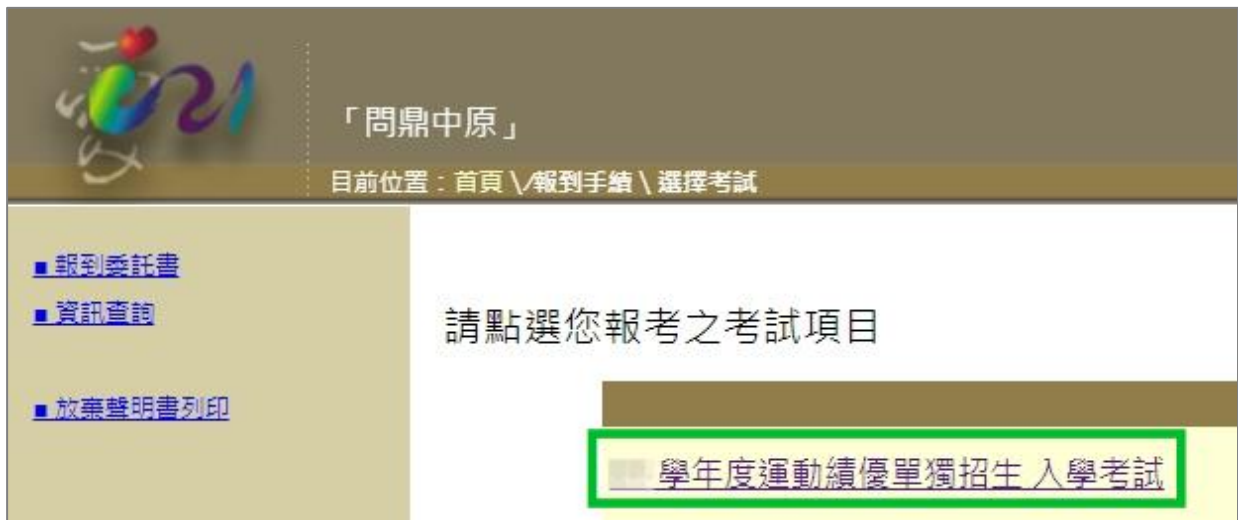 i21
「問鼎中原」
目前位置：首頁 \ ⁄報到手續 \ 選擇考試
■ 報到委託書
■ 資訊查詢
請點選您報考之考試項目
■ 放棄聲明書列印
學年度運動績優單獨招生 入學考試